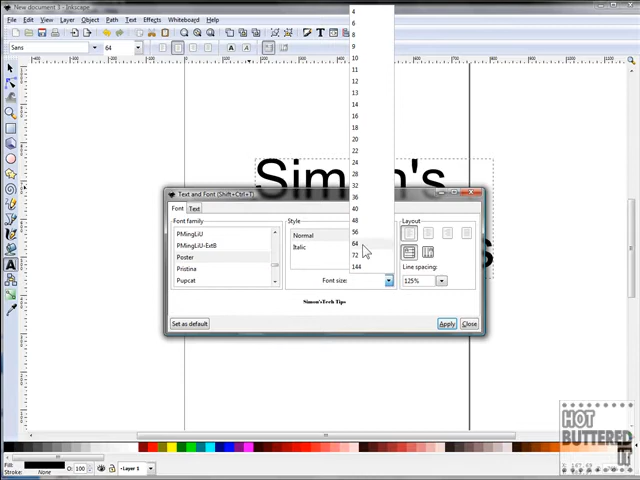 New document 1 - Inkscape
File Edit View Layer Object Path Text Effects Whiteboard Help
Sans 64
Simon's
s
Text and Font (Shift+Ctrl+T)
Font Text
Font family Style Layout
PMingLiU
PMingLiU-ExtB
Poster
Pristina
Pupcat
Normal
Italic
Font size:
Line spacing:
125%
4
6
8
9
10
11
12
13
14
16
18
20
22
24
28
32
36
40
48
56
64
72
144
Simon'sTech Tips
Set as default Apply Close
HOT
BUTTERED
IT
Fill:
Stroke: None
O: 100
Layer 1